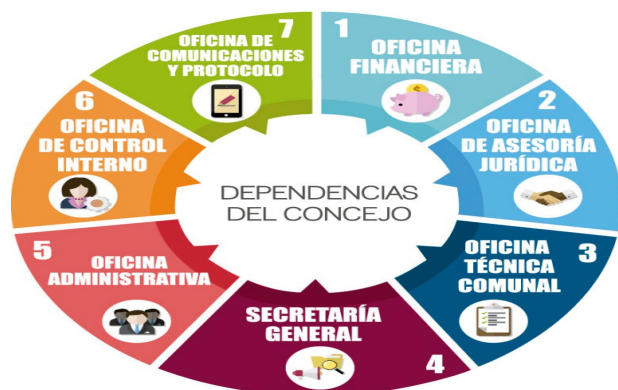 DEPENDENCIAS
DEL CONCEJO
1
OFICINA
FINANCIERA
2
OFICINA
DE ASESORÍA
JURÍDICA
3
OFICINA
TÉCNICA
COMUNAL
4
SECRETARÍA
GENERAL
5
OFICINA
ADMINISTRATIVA
6
OFICINA
DE CONTROL
INTERNO
7
OFICINA DE
COMUNICACIONES
Y PROTOCOLO